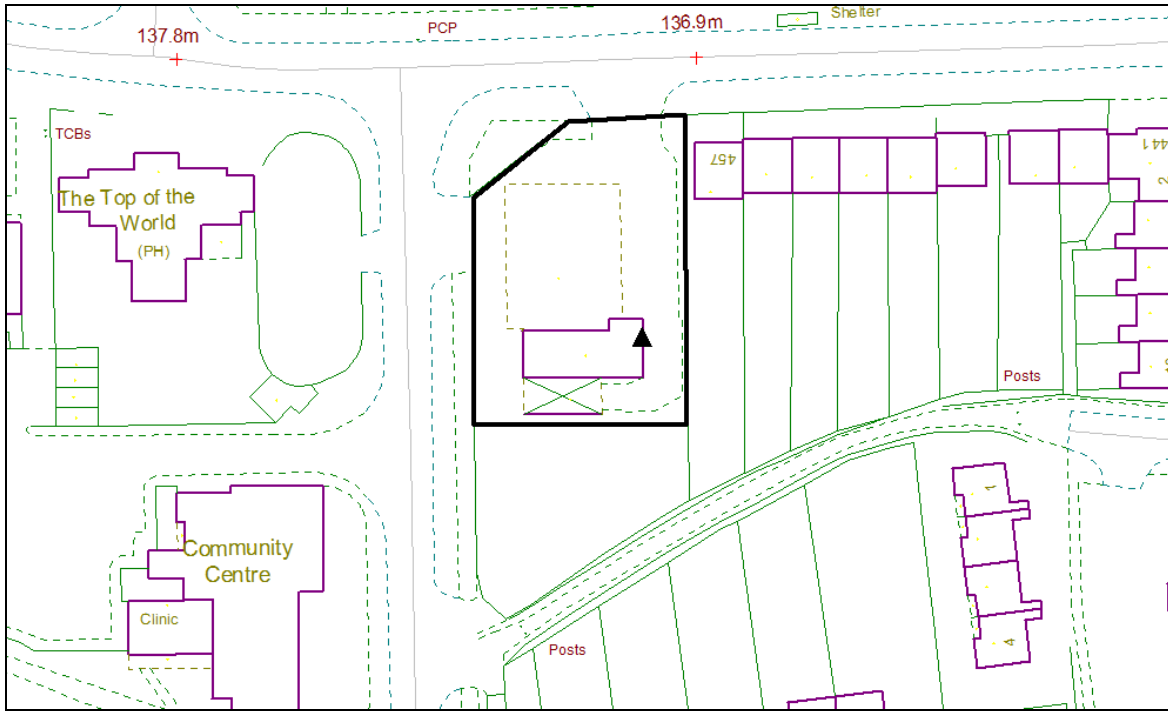 Shelter
137.8m
PCP
136.9m
TCBs
457
441
2
The Top of the
World
(PH)
Posts
1
Community
Centre
Clinic
Posts
4